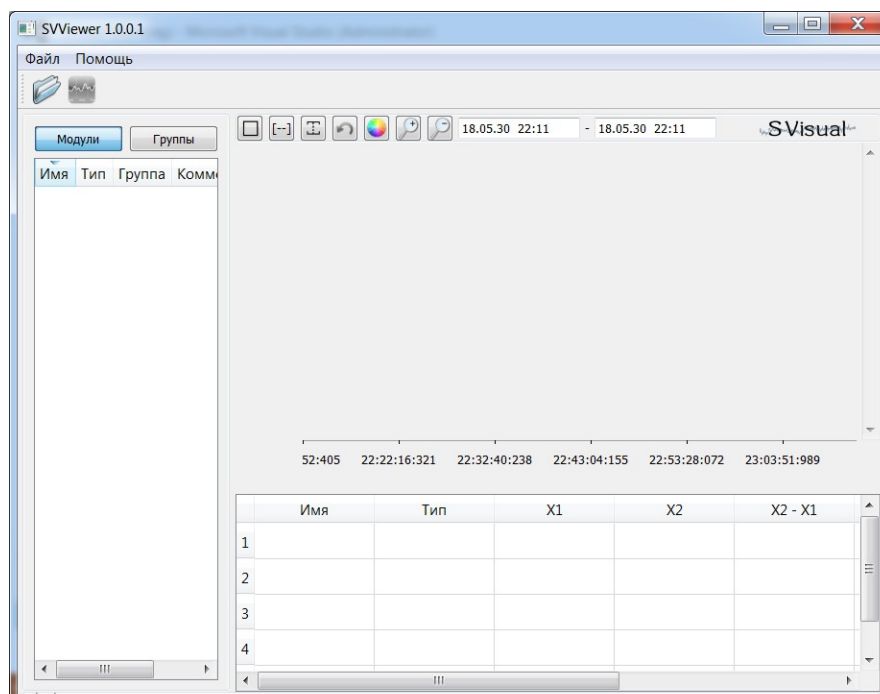 SVViewer 1.0.0.1
Файл Помощь
Модули Группы
Имя Тип Группа Комм
[--]
18.05.30 22:11 - 18.05.30 22:11
SVisual
52:405 22:22:16:321 22:32:40:238 22:43:04:155 22:53:28:072 23:03:51:989
Имя Тип X1 X2 X2 - X1
1
2
3
4